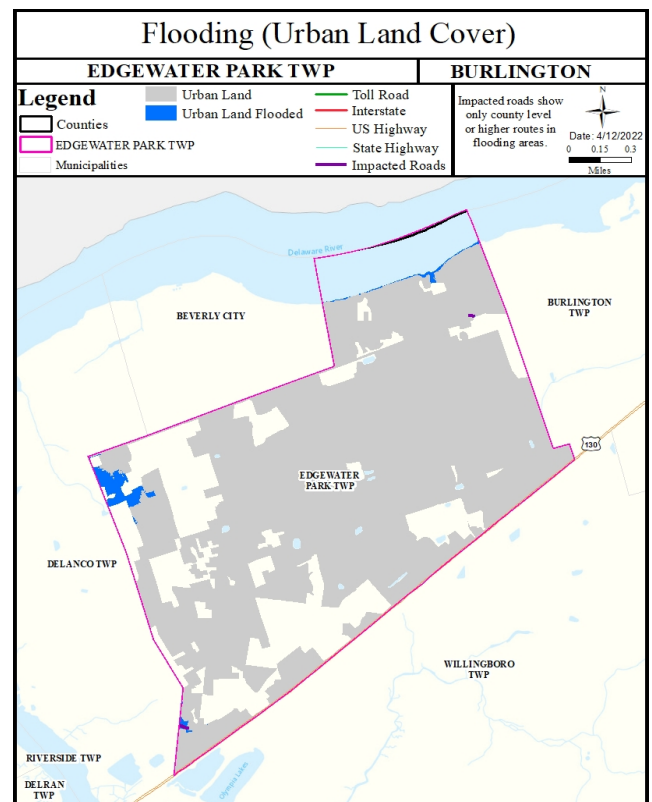 Flooding (Urban Land Cover)
EDGEWATER PARK TWP
BURLINGTON
Legend
Counties
EDGEWATER PARK TWP
Municipalities
Urban Land
Urban Land Flooded
Toll Road
Interstate
US Highway
State Highway
Impacted Roads
Impacted roads show
only county level
or higher routes in
flooding areas.
N
Date: 4/12/2022
0 0.15 0.3
Miles
Delaware River
BEVERLY CITY
BURLINGTON
TWP
130
EDGEWATER
PARK TWP
DELANCO TWP
WILLINGBORO
TWP
RIVERSIDE TWP
DELRAN
TWP
Olympia Lakes